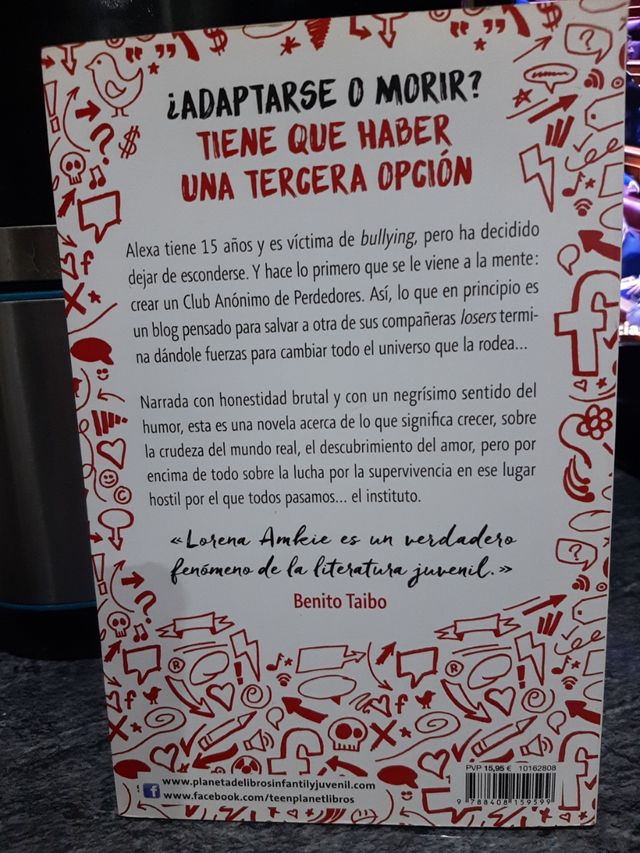 ¿ADAPTARSE O MORIR?
TIENE QUE HABER
UNA TERCERA OPCIÓN
Alexa tiene 15 años y es víctima de bullying, pero ha decidido
dejar de esconderse. Y hace lo primero que se le viene a la mente:
crear un Club Anónimo de Perdedores. Así, lo que en principio es
un blog pensado para salvar a otra de sus compañeras losers termi-
na dándole fuerzas para cambiar todo el universo que la rodea...
Narrada con honestidad brutal y con un negrísimo sentido del
humor, esta es una novela acerca de lo que significa crecer, sobre
la crudeza del mundo real, el descubrimiento del amor, pero por
encima de todo sobre la lucha por la supervivencia en ese lugar
hostil por el que todos pasamos... el instituto.
«Lorena Amkie es un verdadero
fenómeno de la literatura juvenil.»
Benito Taibo
www.planetadelibrosinfantilyjuvenil.com
www.facebook.com/teenplanetlibros
PVP 15,95 € 10162808
9 788408 159599